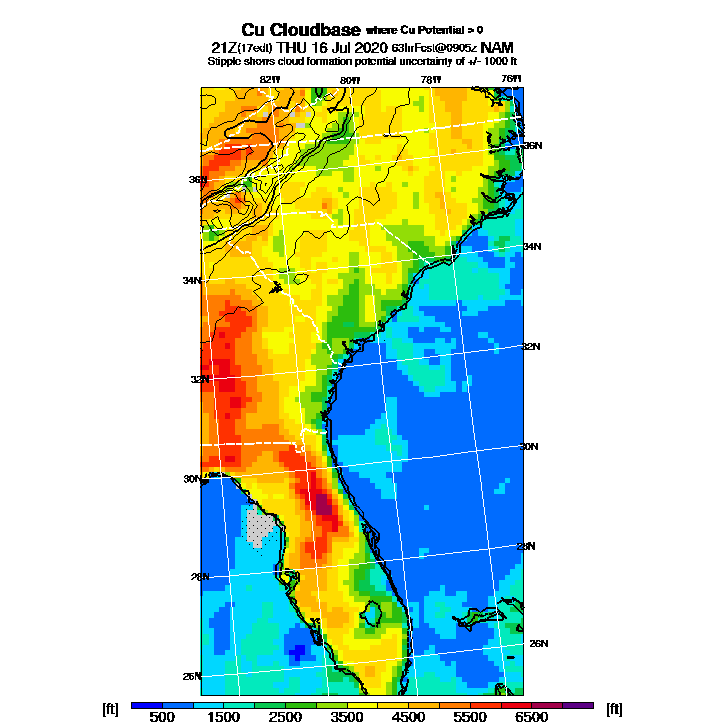 Cu Cloudbase where Cu Potential > 0
21Z(17edt) THU 16 Jul 2020 63hrFcst@0905z NAM
Stipple shows cloud formation potential uncertainty of +/- 1000 ft
82W 80W 78W 76W
36N
36N
34N
34N
32N
32N
30N
30N
28N
28N
26N
26N
[ft] 500 1500 2500 3500 4500 5500 6500 [ft]